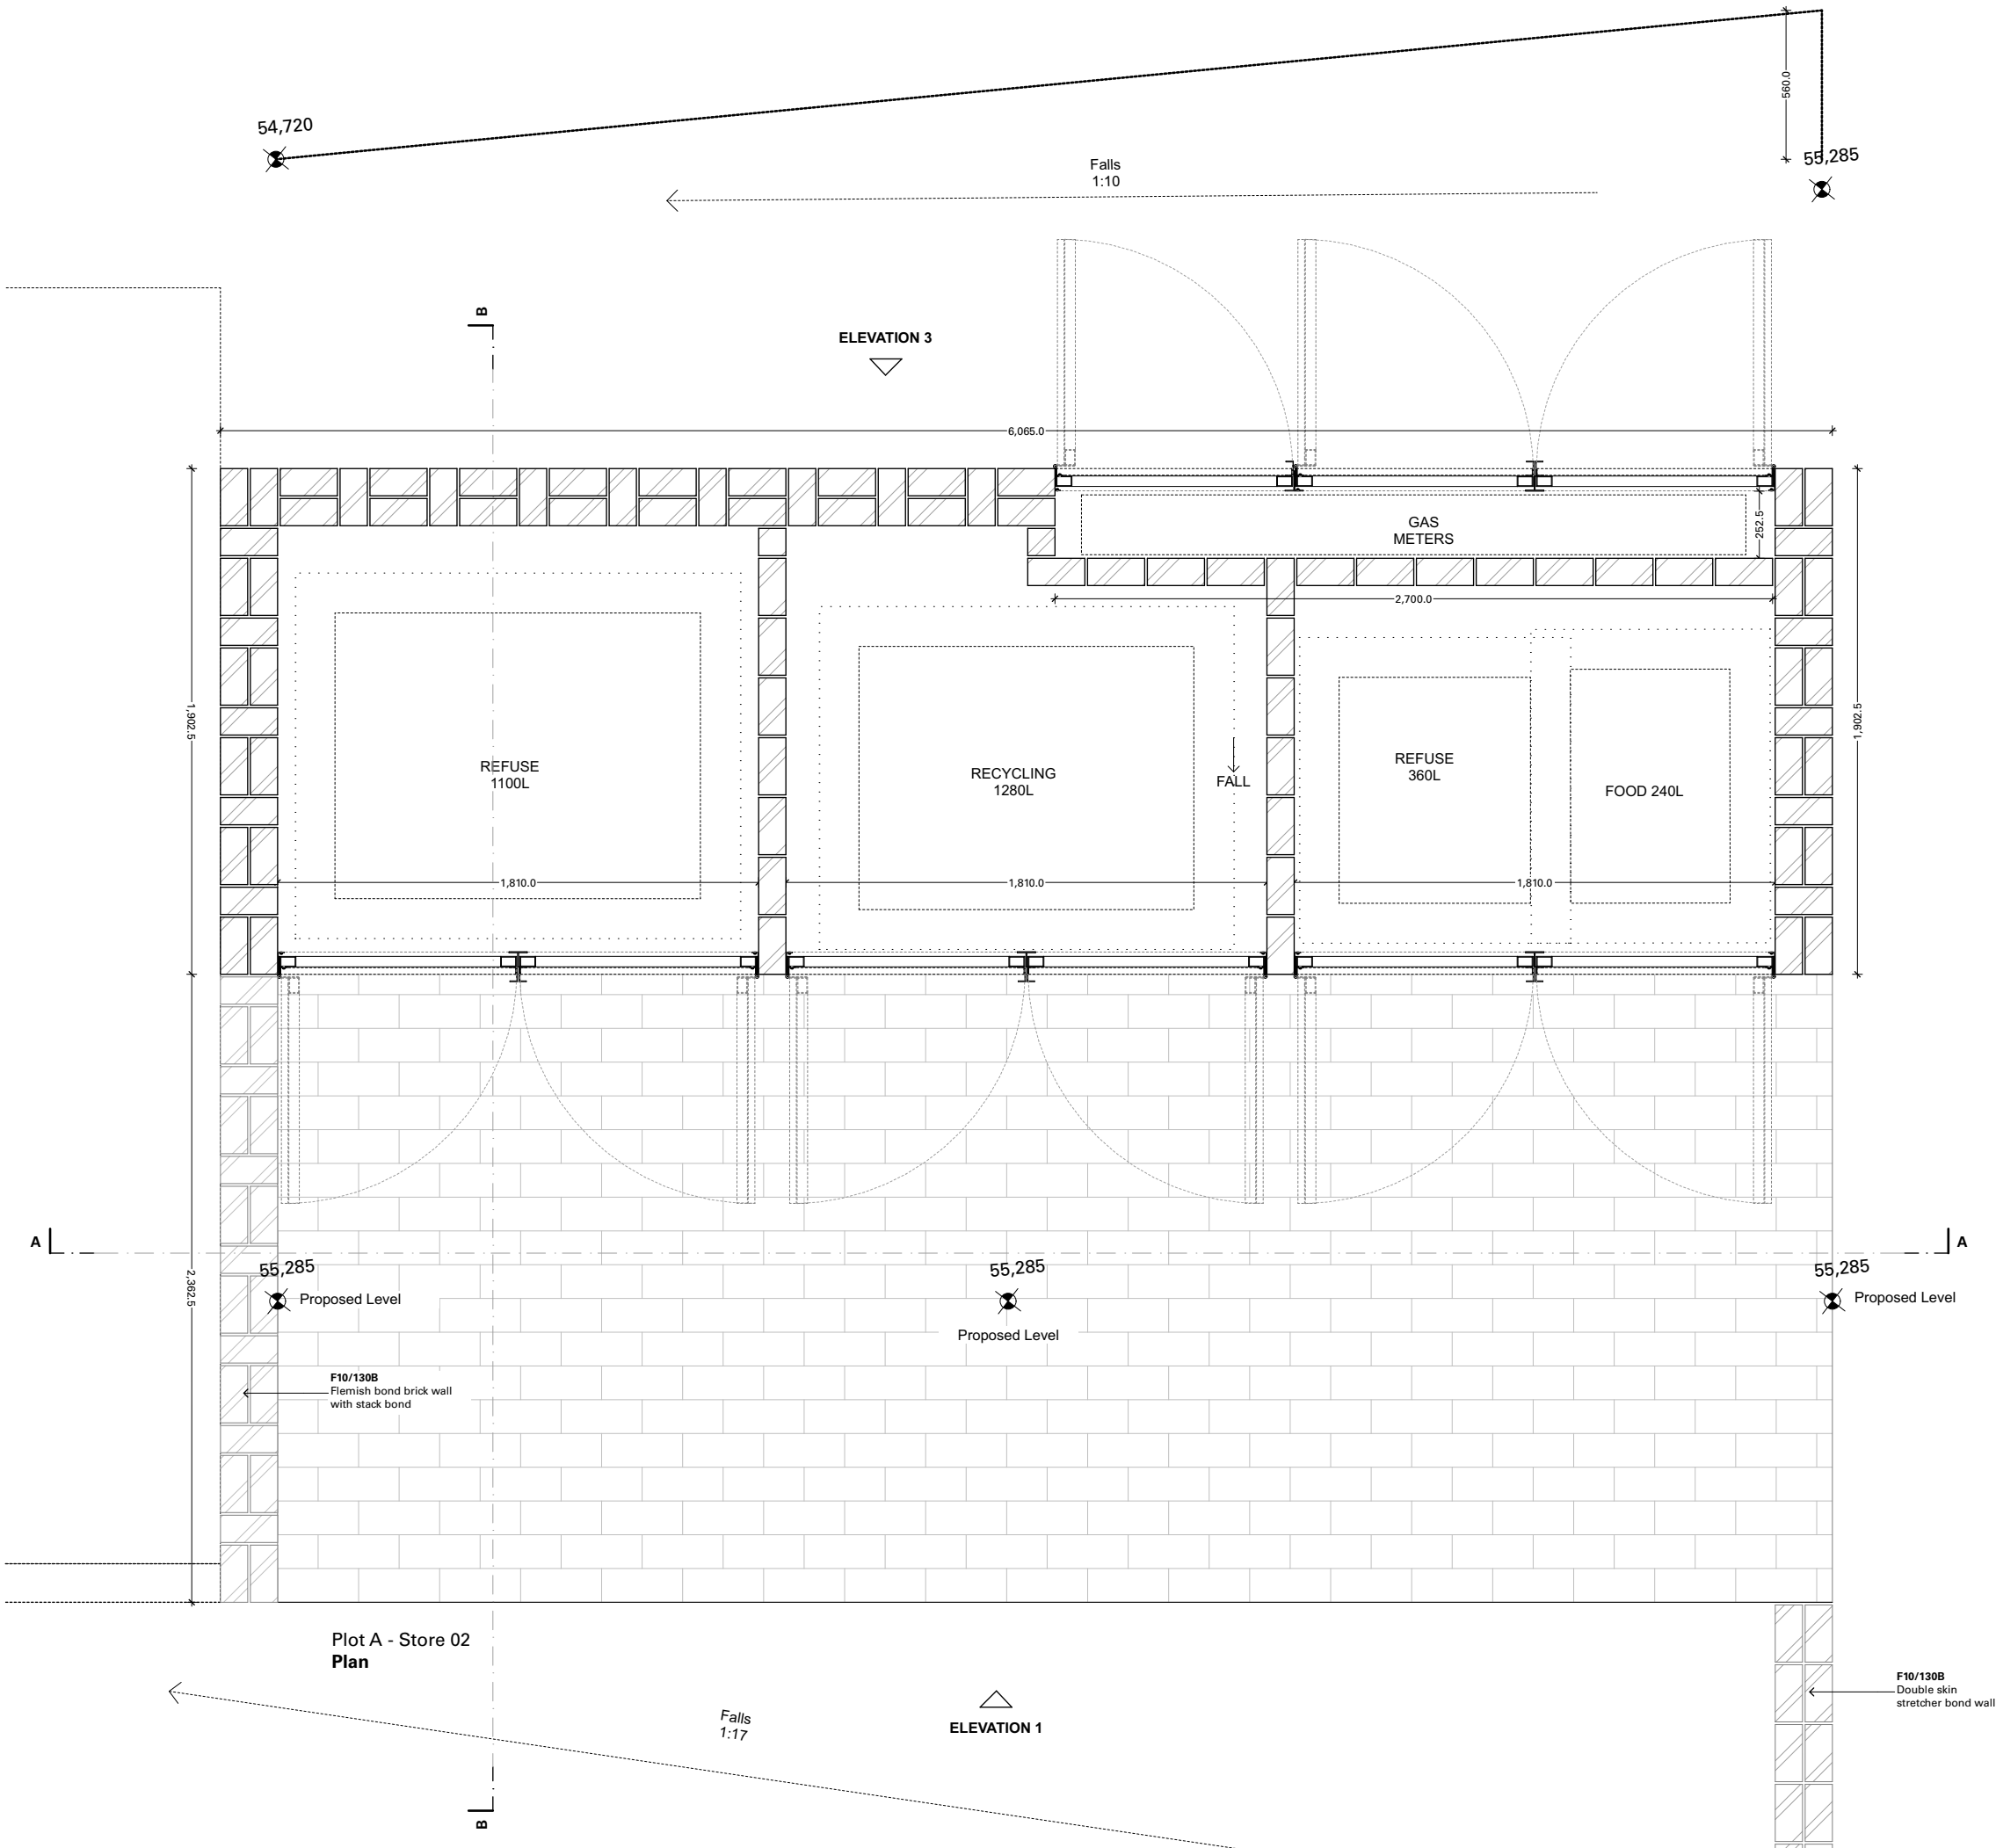 560.0
54,720
55,285
Falls
1:10
B
ELEVATION 3
6,065.0
GAS
METERS
252.5
2,700.0
1,902.5
1,902.5
REFUSE
1100L
RECYCLING
1280L
FALL
REFUSE
360L
FOOD 240L
1,810.0
1,810.0
1,810.0
A
A
55,285
Proposed Level
55,285
Proposed Level
55,285
Proposed Level
2,362.5
F10/130B
Flemish bond brick wall
with stack bond
Plot A - Store 02
Plan
F10/130B
Double skin
stretcher bond wall
Falls
1:17
ELEVATION 1
B